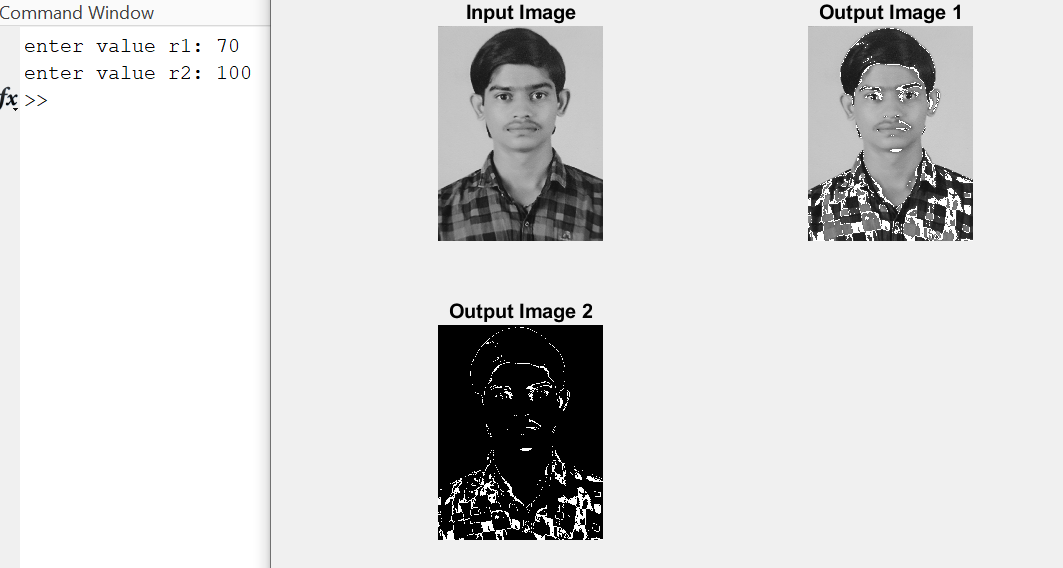 Command Window
enter value r1: 70
enter value r2: 100
fx >>
Input Image
Output Image 1
Output Image 2